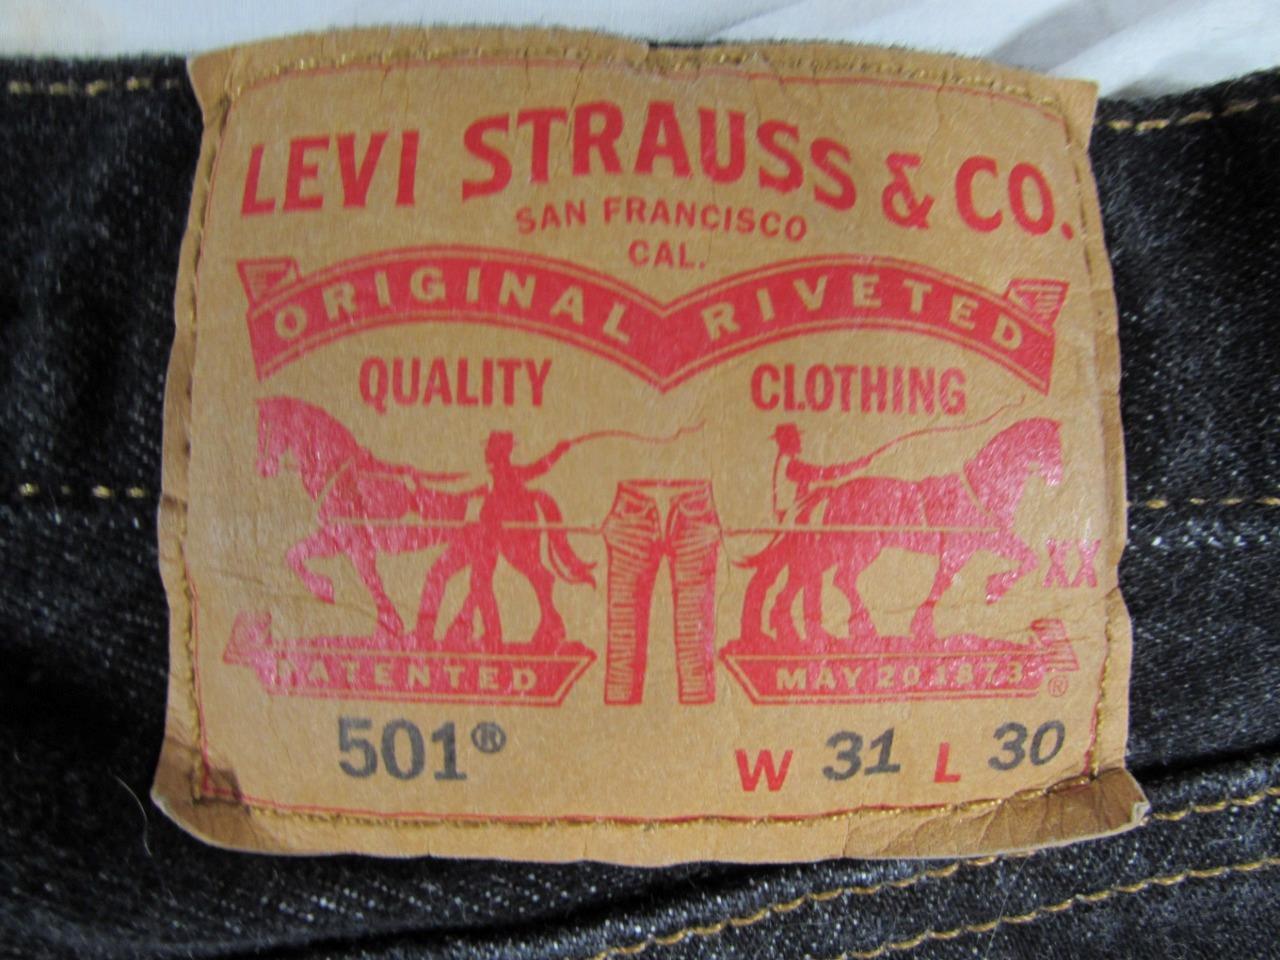 LEVI STRAUSS & CO.
SAN FRANCISCO
CAL.
ORIGINAL RIVETED
QUALITY CLOTHING
XX
PATENTED MAY 20 1873 ®
501® W 31 L 30